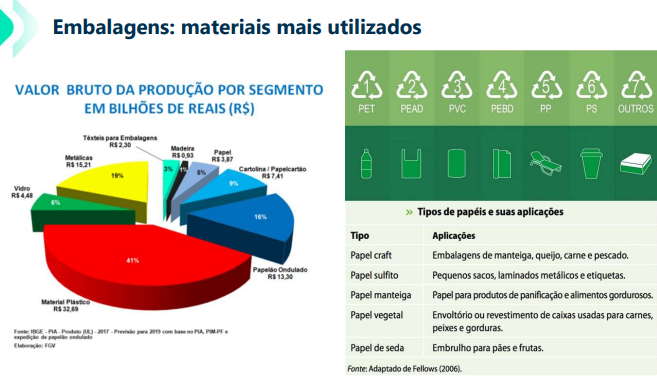 Embalagens: materiais mais utilizados
VALOR BRUTO DA PRODUÇÃO POR SEGMENTO
EM BILHÕES DE REAIS (R$)
Têxteis para Embalagens
R$ 2,30
Madeira
R$ 0,93
Papel
R$ 3,87
Metálicas
R$ 15,21
Cartolina / Papelcartão
R$ 7,41
Vidro
R$ 4,48
19%
3%
1%
5%
9%
6%
16%
41%
Papelão Ondulado
R$ 13,30
Material Plástico
R$ 32,69
Fonte: IBGE - PIA - Produto (UL) - 2017 - Previsão para 2019 com base no PIA, PIM-PF e
expedição de papelão ondulado
Elaboração: FGV
1 2 3 4 5 6 7
PET PEAD PVC PEBD PP PS OUTROS
» Tipos de papéis e suas aplicações
Tipo Aplicações
Papel craft Embalagens de manteiga, queijo, carne e pescado.
Papel sulfito Pequenos sacos, laminados metálicos e etiquetas.
Papel manteiga Papel para produtos de panificação e alimentos gordurosos.
Papel vegetal Envoltório ou revestimento de caixas usadas para carnes,
peixes e gorduras.
Papel de seda Embrulho para pães e frutas.
Fonte: Adaptado de Fellows (2006).